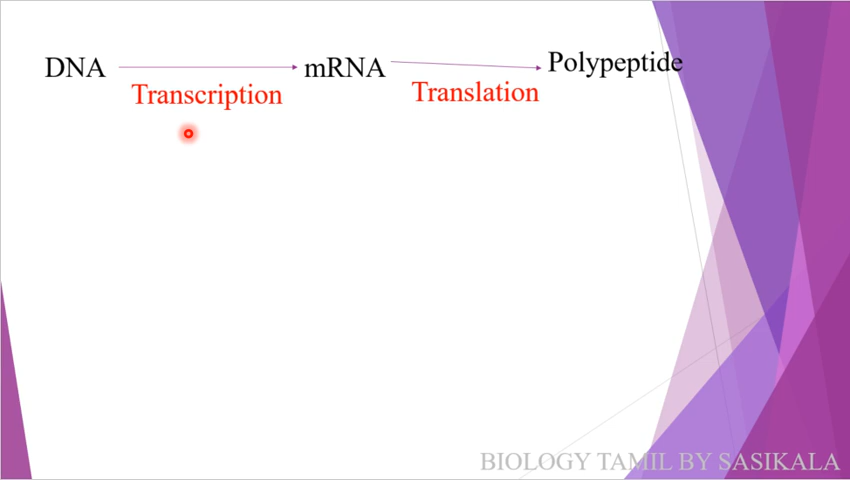 DNA mRNA Polypeptide
Transcription Translation
BIOLOGY TAMIL BY SASIKALA